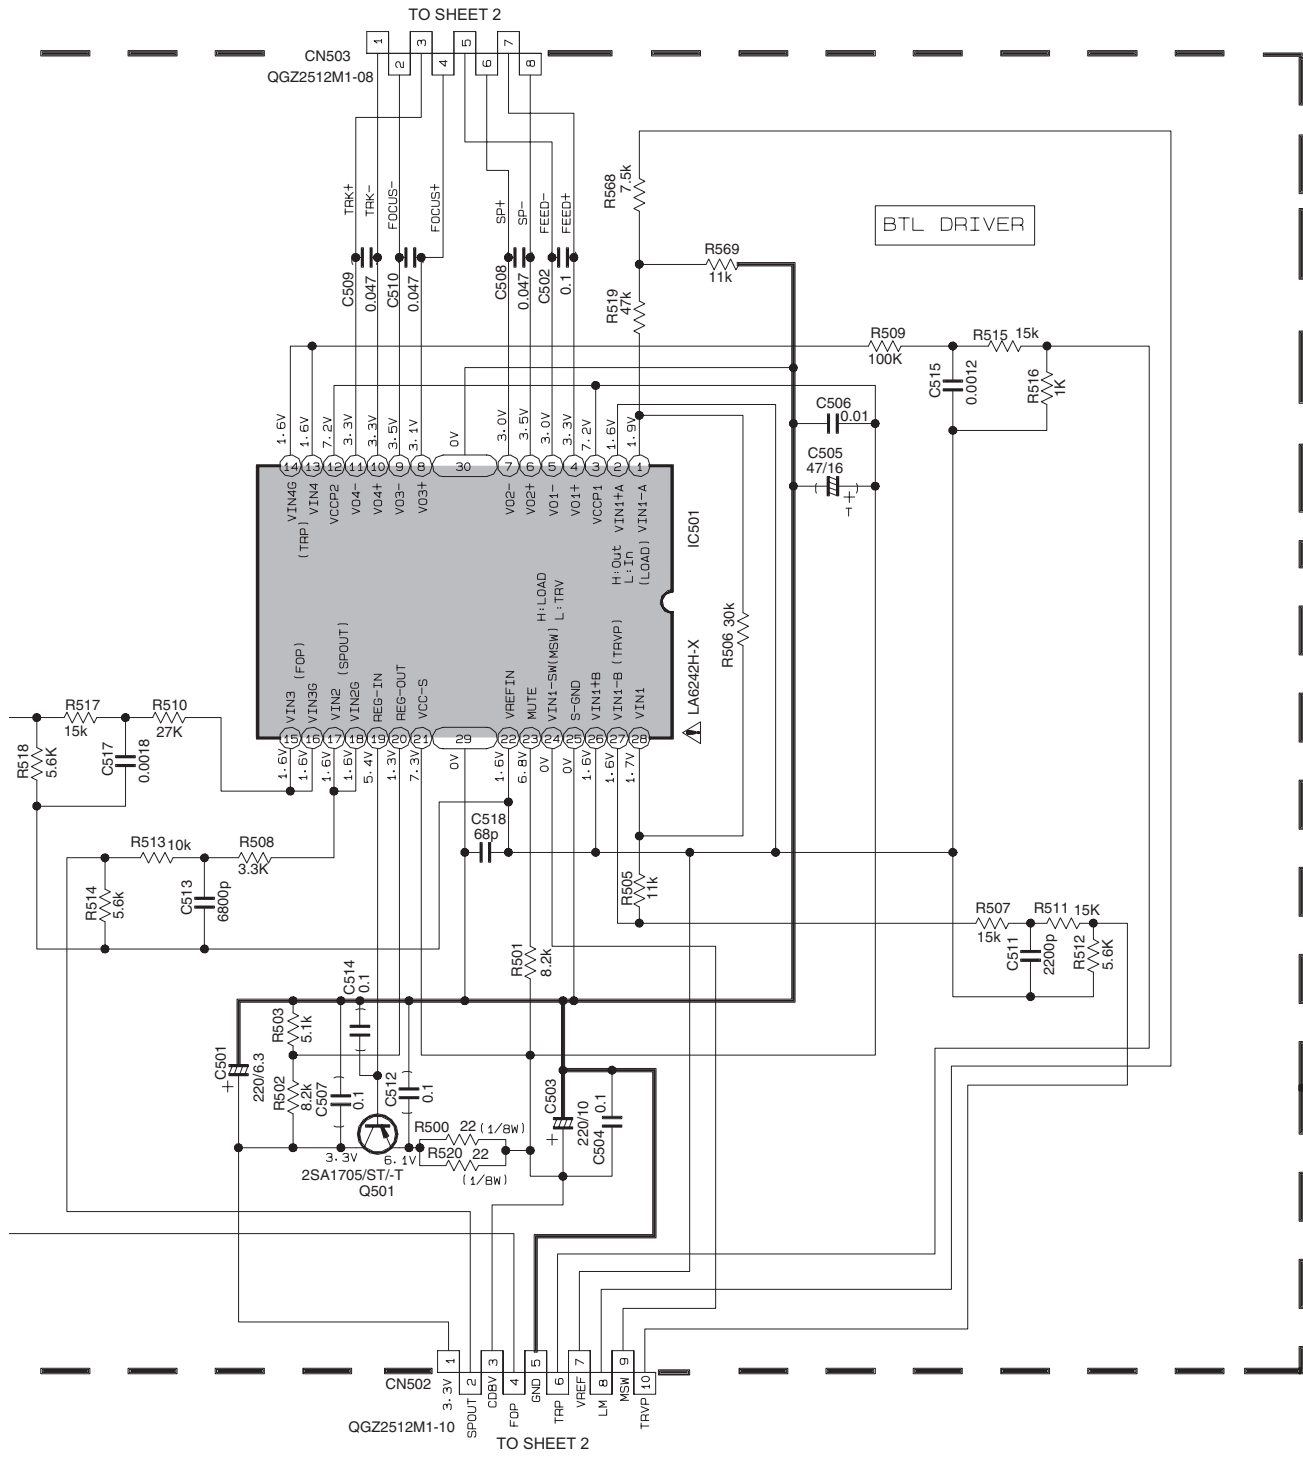 TO SHEET 2
CN503
QGZ2512M1-08
1
2
3
4
5
6
7
8
TRK+
TRK-
FOCUS-
FOCUS+
SP+
SP-
FEED-
FEED+
C509
0.047
C510
0.047
C508
0.047
C502
0.1
R568
7.5k
R569
11k
R519
47k
BTL DRIVER
R509
100K
R515 15k
C515
0.0012
R516
1K
C506
0.01
C505
47/16
+
T
1.6V
1.6V
7.2V
3.3V
3.3V
3.5V
3.1V
0V
3.0V
3.5V
3.0V
3.3V
7.2V
1.6V
1.9V
14
13
12
11
10
9
8
30
7
6
5
4
3
2
1
VIN4G
VIN4
(TRP)
VCCP2
VO4-
VO4+
VO3-
VO3+
VO2-
VO2+
VO1-
VO1+
VCCP1
VIN1+A
VIN1-A
H:Out
L:In
(LOAD)
IC501
LA6242H-X
R506 30k
H:LOAD
L:TRV
VIN3
(FOP)
VIN3G
VIN2
(SPOUT)
VIN2G
REG-IN
REG-OUT
VCC-S
VREFIN
MUTE
VIN1-SW(MSW)
S-GND
VIN1+B
VIN1-B (TRVP)
VIN1
15
16
17
18
19
20
21
29
22
23
24
25
26
27
28
1.6V
1.6V
1.6V
1.6V
5.4V
1.3V
7.3V
0V
1.6V
6.8V
0V
0V
1.6V
1.6V
1.7V
R517
15k
R510
27K
R518
5.6K
C517
0.0018
R513 10k
R508
3.3K
R514
5.6k
C513
6800p
C518
68p
R505
11k
R507
15k
R511 15K
C511
2200p
R512
5.6K
R501
8.2k
C514
0.1
R503
5.1k
C501
220/6.3
+
R502
8.2k
C507
0.1
C512
0.1
R500 22 (1/8W)
R520 22
(1/8W)
3.3V
6.1V
2SA1705/ST/-T
Q501
C503
220/10
+
C504
0.1
CN502
QGZ2512M1-10
1
2
3
4
5
6
7
8
9
10
3.3V
SPOUT
CD8V
FOP
GND
TRP
VREF
LM
MSW
TRVP
TO SHEET 2